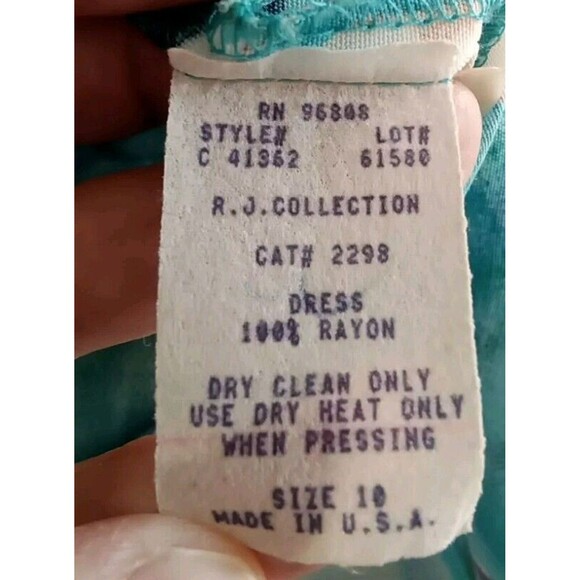 RN 96808
STYLE# LOT#
C 41362 61580
R.J.COLLECTION
CAT# 2298
DRESS
100% RAYON
DRY CLEAN ONLY
USE DRY HEAT ONLY
WHEN PRESSING
SIZE 10
MADE IN U.S.A.